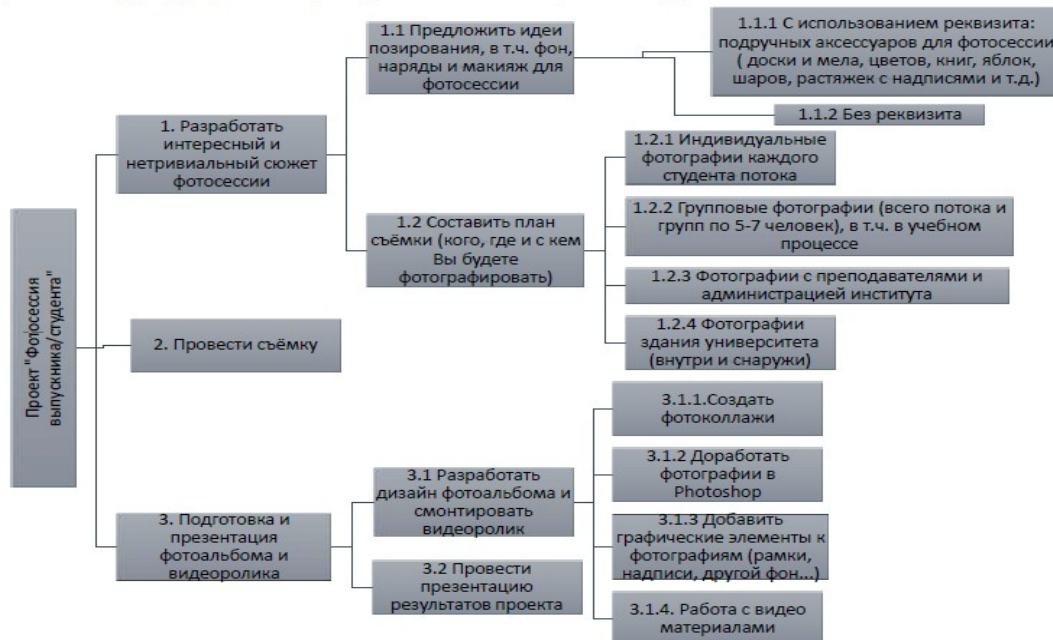 Проект "Фотосессия
выпускника/студента"
1. Разработать
интересный и
нетривиальный сюжет
фотосессии
1.1 Предложить идеи
позирования, в т.ч. фон,
наряды и макияж для
фотосессии
1.1.1 С использованием реквизита:
подручных аксессуаров для фотосессии
( доски и мела, цветов, книг, яблок,
шаров, растяжек с надписями и т.д.)
1.1.2 Без реквизита
1.2 Составить план
съёмки (кого, где и с кем
Вы будете
фотографировать)
1.2.1 Индивидуальные
фотографии каждого
студента потока
1.2.2 Групповые фотографии (всего потока и
групп по 5-7 человек), в т.ч. в учебном
процессе
1.2.3 Фотографии с преподавателями и
администрацией института
1.2.4 Фотографии
здания университета
(внутри и снаружи)
2. Провести съёмку
3. Подготовка и
презентация
фотоальбома и
видеоролика
3.1 Разработать
дизайн фотоальбома и
смонтировать
видеоролик
3.1.1.Создать
фотоколлажи
3.1.2 Доработать
фотографии в
Photoshop
3.1.3 Добавить
графические элементы к
фотографиям (рамки,
надписи, другой фон...)
3.1.4. Работа с видео
материалами
3.2 Провести
презентацию
результатов проекта